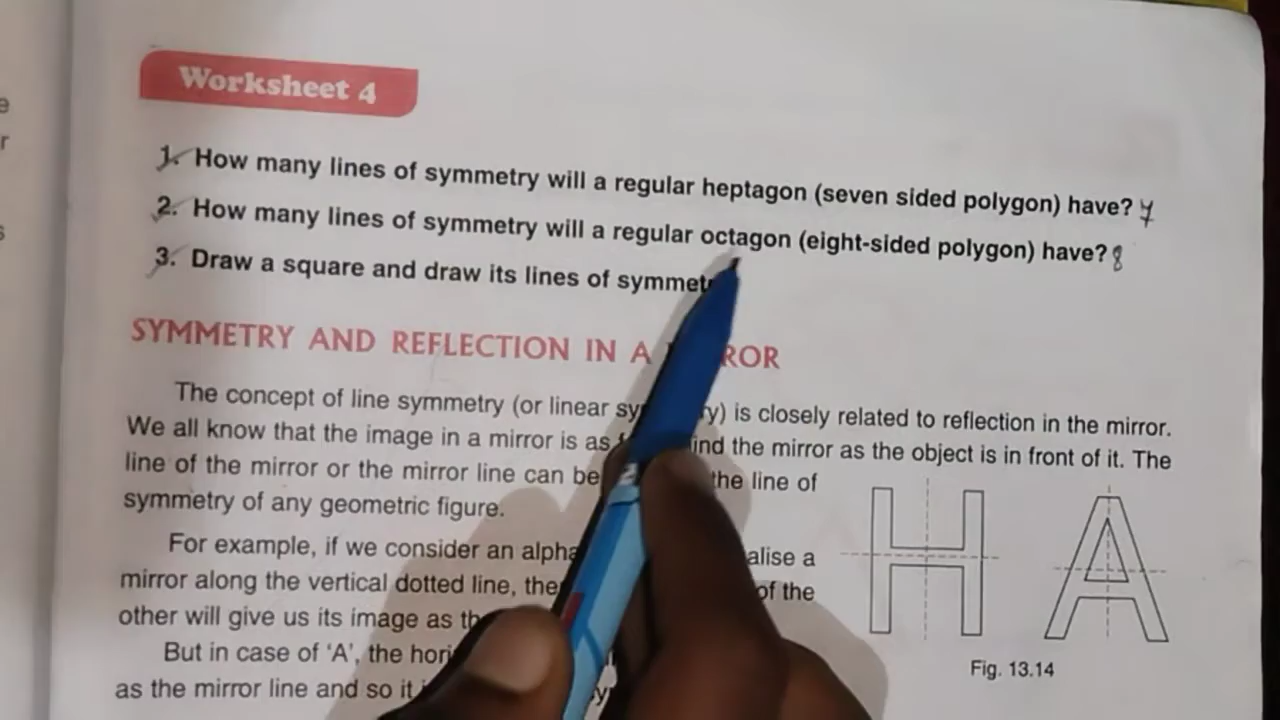 Worksheet 4
1. How many lines of symmetry will a regular heptagon (seven sided polygon) have? 7
2. How many lines of symmetry will a regular octagon (eight-sided polygon) have? 8
3. Draw a square and draw its lines of
SYMMETRY AND REFLECTION IN A
The concept of line symmetry (or linear is closely related to reflection in the mirror.
We all know that the image in a mirror is as the mirror as the object is in front of it. The
line of the mirror or the mirror line can be the line of
symmetry of any geometric figure.
For example, if we consider an a
mirror along the vertical dotted line, of the
other will give us its image as
But in case of ‘A’, the
as the mirror line and so it
H A
Fig. 13.14
e
r
s